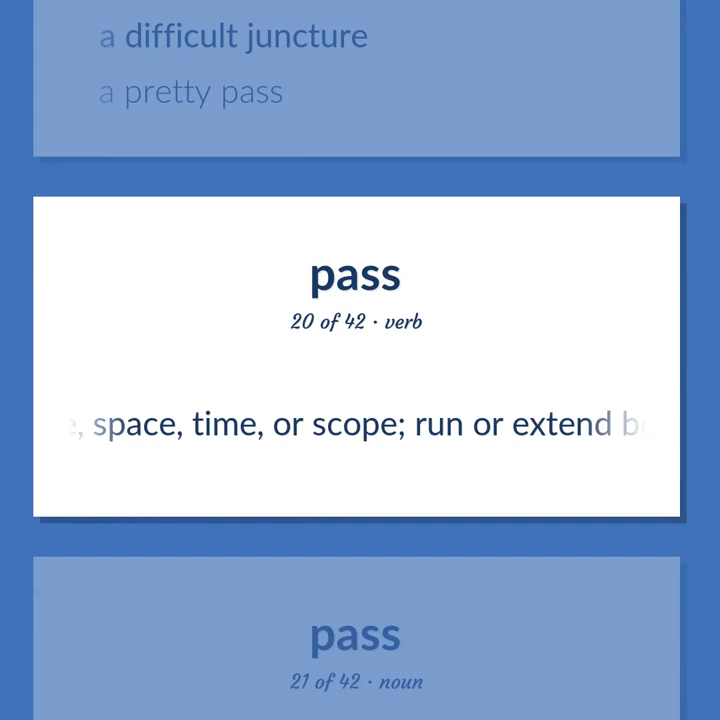 a difficult juncture
a pretty pass
pass
20 of 42 · verb
space, time, or scope; run or extend
pass
21 of 42 · noun